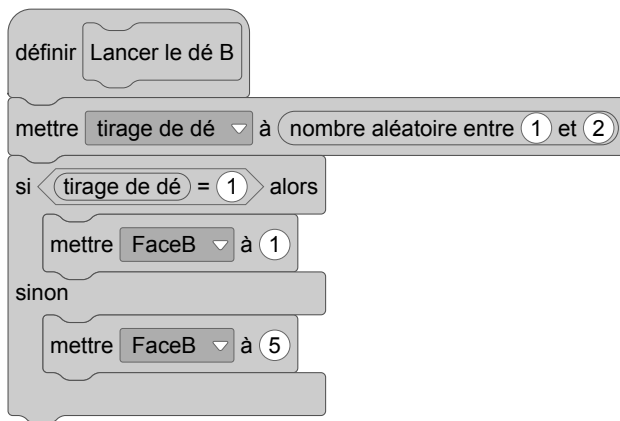 définir Lancer le dé B
mettre tirage de dé à nombre aléatoire entre 1 et 2
si tirage de dé = 1 alors
mettre FaceB à 1
sinon
mettre FaceB à 5